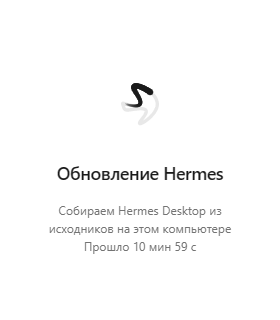 Обновление Hermes
Собираем Hermes Desktop из
исходников на этом компьютере
Прошло 10 мин 59 с